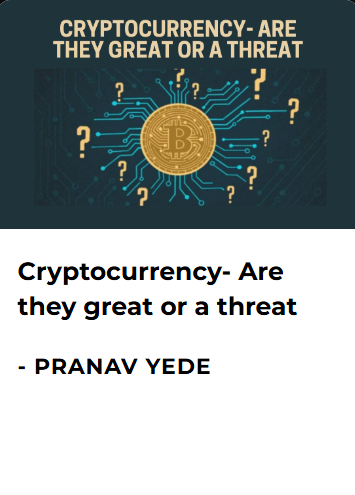 CRYPTOCURRENCY- ARE
THEY GREAT OR A THREAT
Cryptocurrency- Are
they great or a threat
- PRANAV YEDE